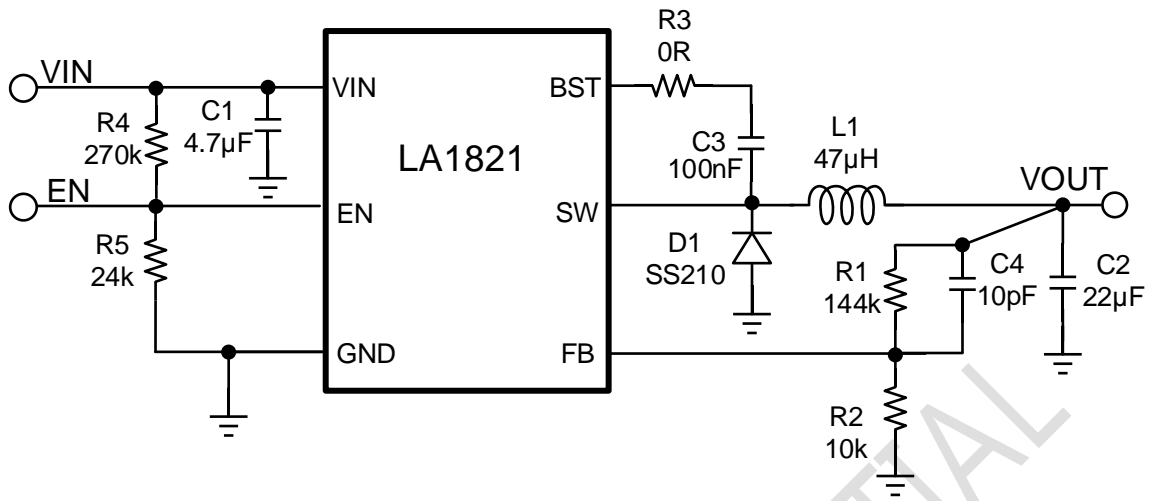 VIN
EN
R4
270k
R5
24k
C1
4.7µF
LA1821
VIN
EN
GND
BST
SW
FB
R3
0R
C3
100nF
D1
SS210
L1
47µH
VOUT
R1
144k
C4
10pF
C2
22µF
R2
10k